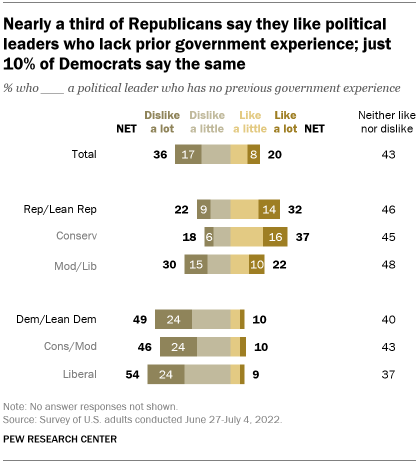 Nearly a third of Republicans say they like political
leaders who lack prior government experience; just
10% of Democrats say the same
% who ___ a political leader who has no previous government experience
NET Dislike a lot Dislike a little Like a little Like a lot NET Neither like nor dislike
Total 36 17 8 20 43
Rep/Lean Rep 22 9 14 32 46
Conserv 18 6 16 37 45
Mod/Lib 30 15 10 22 48
Dem/Lean Dem 49 24 10 40
Cons/Mod 46 24 10 43
Liberal 54 24 9 37
Note: No answer responses not shown.
Source: Survey of U.S. adults conducted June 27-July 4, 2022.
PEW RESEARCH CENTER